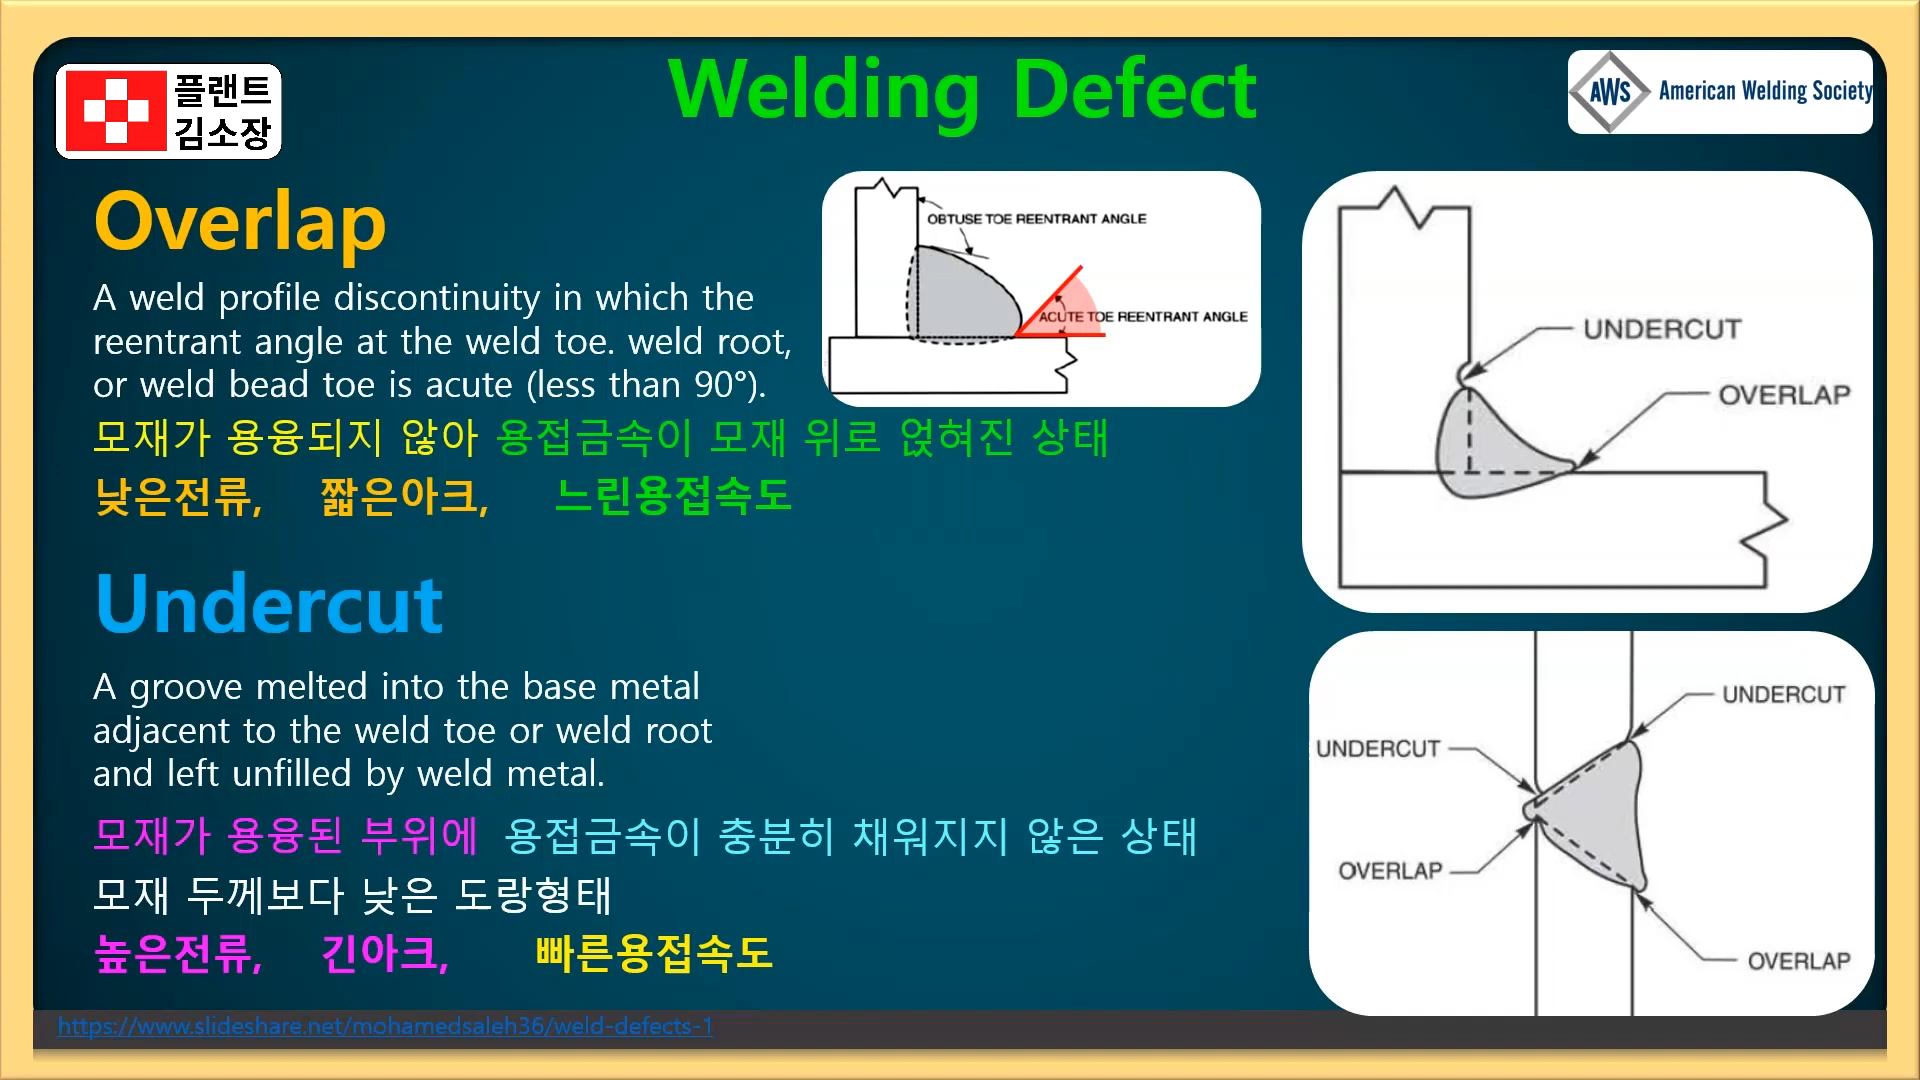 플랜트
김소장
Welding Defect
AWS American Welding Society
Overlap
A weld profile discontinuity in which the
reentrant angle at the weld toe. weld root,
or weld bead toe is acute (less than 90°).
모재가 용융되지 않아 용접금속이 모재 위로 얹혀진 상태
낮은전류, 짧은아크, 느린용접속도
OBTUSE TOE REENTRANT ANGLE
ACUTE TOE REENTRANT ANGLE
UNDERCUT
OVERLAP
Undercut
A groove melted into the base metal
adjacent to the weld toe or weld root
and left unfilled by weld metal.
모재가 용융된 부위에 용접금속이 충분히 채워지지 않은 상태
모재 두께보다 낮은 도랑형태
높은전류, 긴아크, 빠른용접속도
UNDERCUT
UNDERCUT
OVERLAP
OVERLAP
https://www.slideshare.net/mohamedsaleh36/weld-defects-1